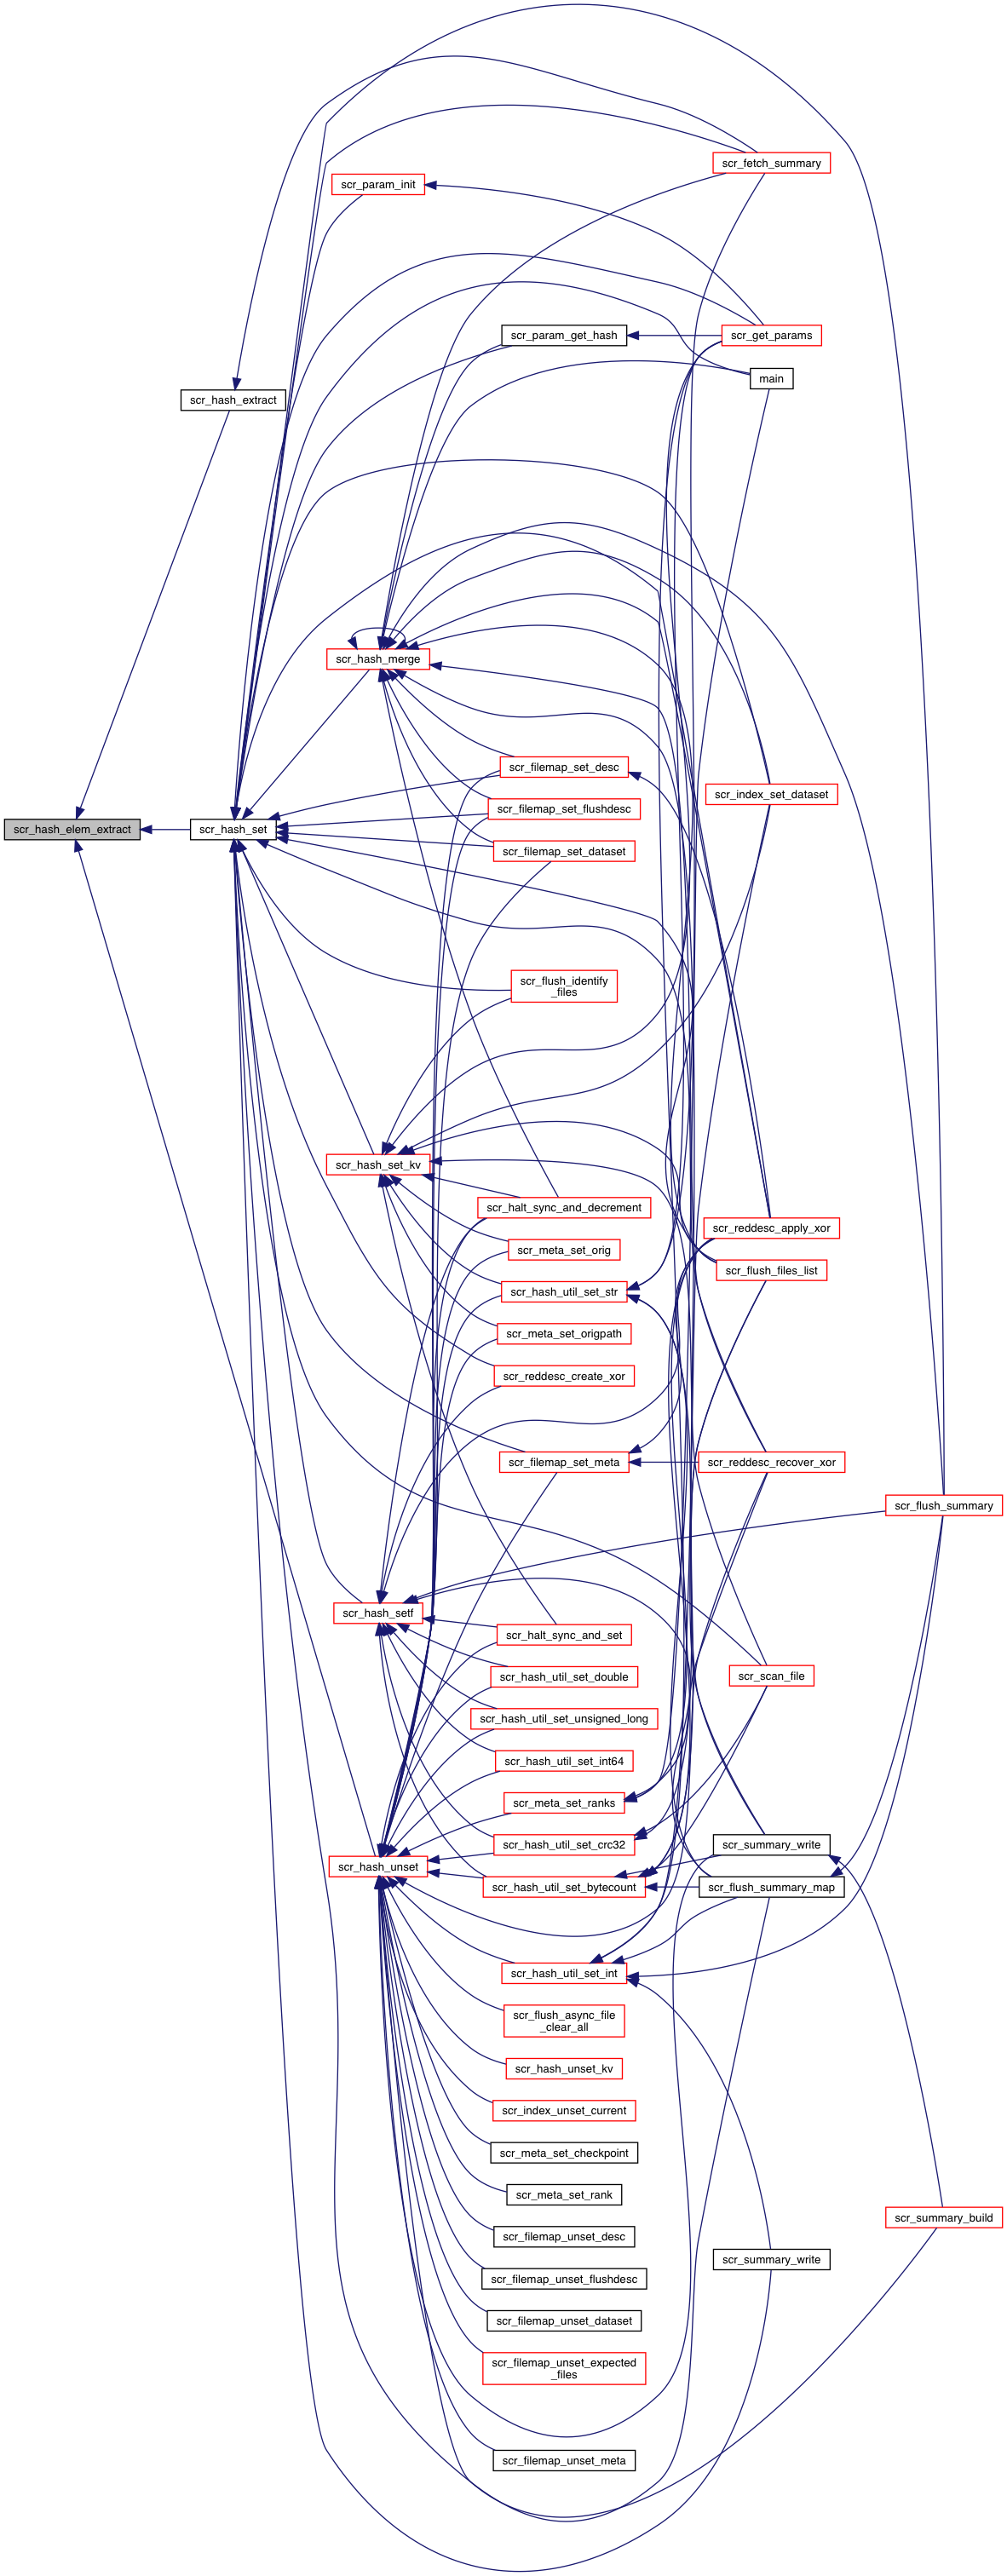 scr_fetch_summary
scr_param_init
scr_param_get_hash
scr_get_params
main
scr_hash_extract
scr_hash_merge
scr_filemap_set_desc
scr_index_set_dataset
scr_filemap_set_flushdesc
scr_hash_elem_extract
scr_hash_set
scr_filemap_set_dataset
scr_flush_identify
_files
scr_hash_set_kv
scr_halt_sync_and_decrement
scr_reddesc_apply_xor
scr_meta_set_orig
scr_flush_files_list
scr_hash_util_set_str
scr_meta_set_origpath
scr_reddesc_create_xor
scr_filemap_set_meta
scr_reddesc_recover_xor
scr_flush_summary
scr_hash_setf
scr_halt_sync_and_set
scr_hash_util_set_double
scr_scan_file
scr_hash_util_set_unsigned_long
scr_hash_util_set_int64
scr_meta_set_ranks
scr_hash_util_set_crc32
scr_summary_write
scr_hash_unset
scr_hash_util_set_bytecount
scr_flush_summary_map
scr_hash_util_set_int
scr_flush_async_file
_clear_all
scr_hash_unset_kv
scr_index_unset_current
scr_meta_set_checkpoint
scr_meta_set_rank
scr_summary_build
scr_filemap_unset_desc
scr_summary_write
scr_filemap_unset_flushdesc
scr_filemap_unset_dataset
scr_filemap_unset_expected
_files
scr_filemap_unset_meta